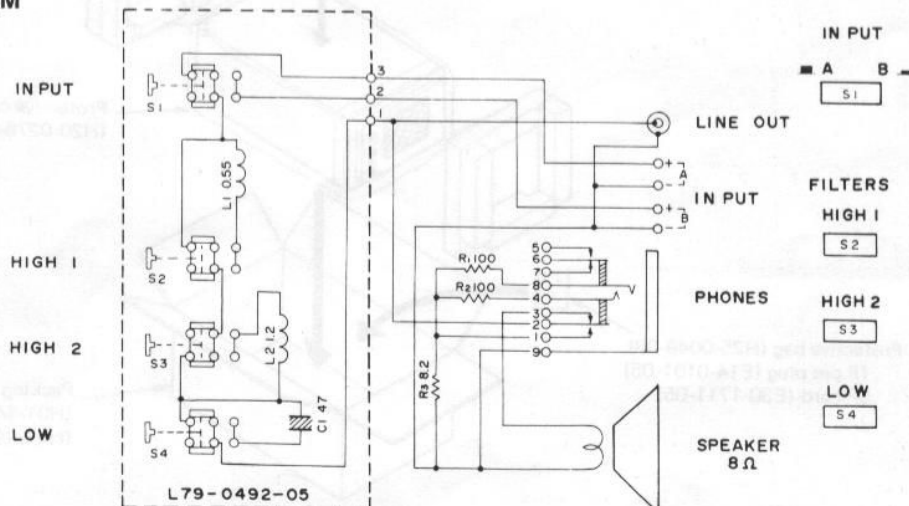 M
IN PUT
S1
3
2
1
L1 0.55
HIGH 1
S2
HIGH 2
S3
L2 1.2
C1 47
LOW
S4
L79-0492-05
LINE OUT
+
A
-
IN PUT
+
B
-
R1 100
R2 100
R3 8.2
5
6
7
8
4
3
2
1
9
PHONES
SPEAKER
8Ω
IN PUT
A B
S1
FILTERS
HIGH 1
S2
HIGH 2
S3
LOW
S4